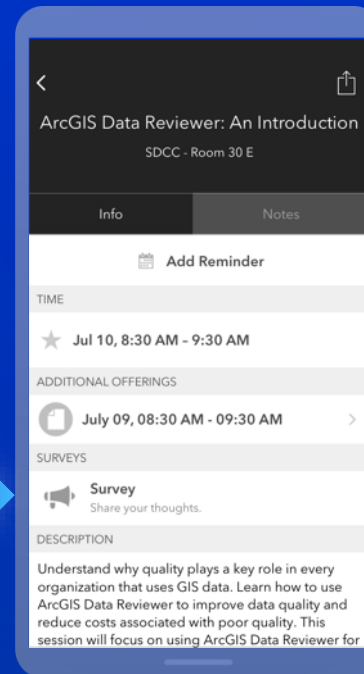 ArcGIS Data Reviewer: An Introduction
SDCC - Room 30 E
Info
Notes
Add Reminder
TIME
Jul 10, 8:30 AM – 9:30 AM
ADDITIONAL OFFERINGS
July 09, 08:30 AM - 09:30 AM
SURVEYS
Survey
Share your thoughts.
DESCRIPTION
Understand why quality plays a key role in every
organization that uses GIS data. Learn how to use
ArcGIS Data Reviewer to improve data quality and
reduce costs associated with poor quality. This
session will focus on using ArcGIS Data Reviewer for